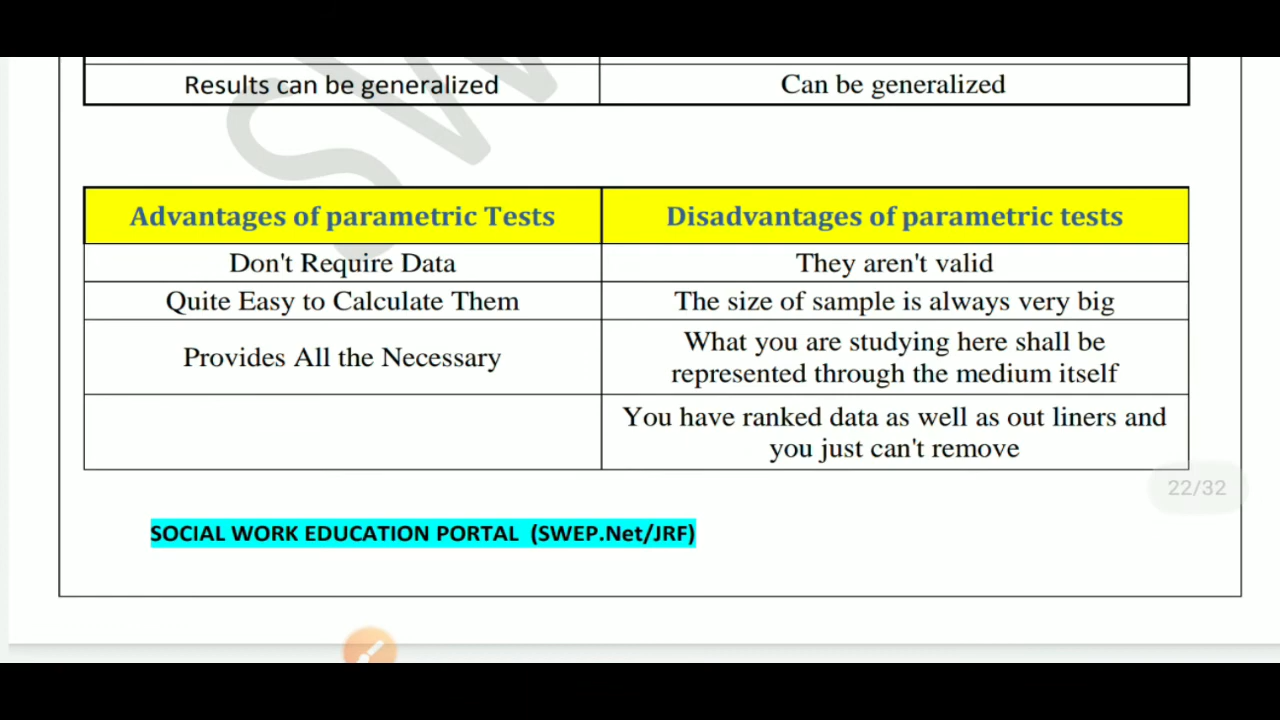 Results can be generalized
Can be generalized
Advantages of parametric Tests
Disadvantages of parametric tests
Don't Require Data
They aren't valid
Quite Easy to Calculate Them
The size of sample is always very big
Provides All the Necessary
What you are studying here shall be
represented through the medium itself
You have ranked data as well as out liners and
you just can't remove
22/32
SOCIAL WORK EDUCATION PORTAL (SWEP.Net/JRF)